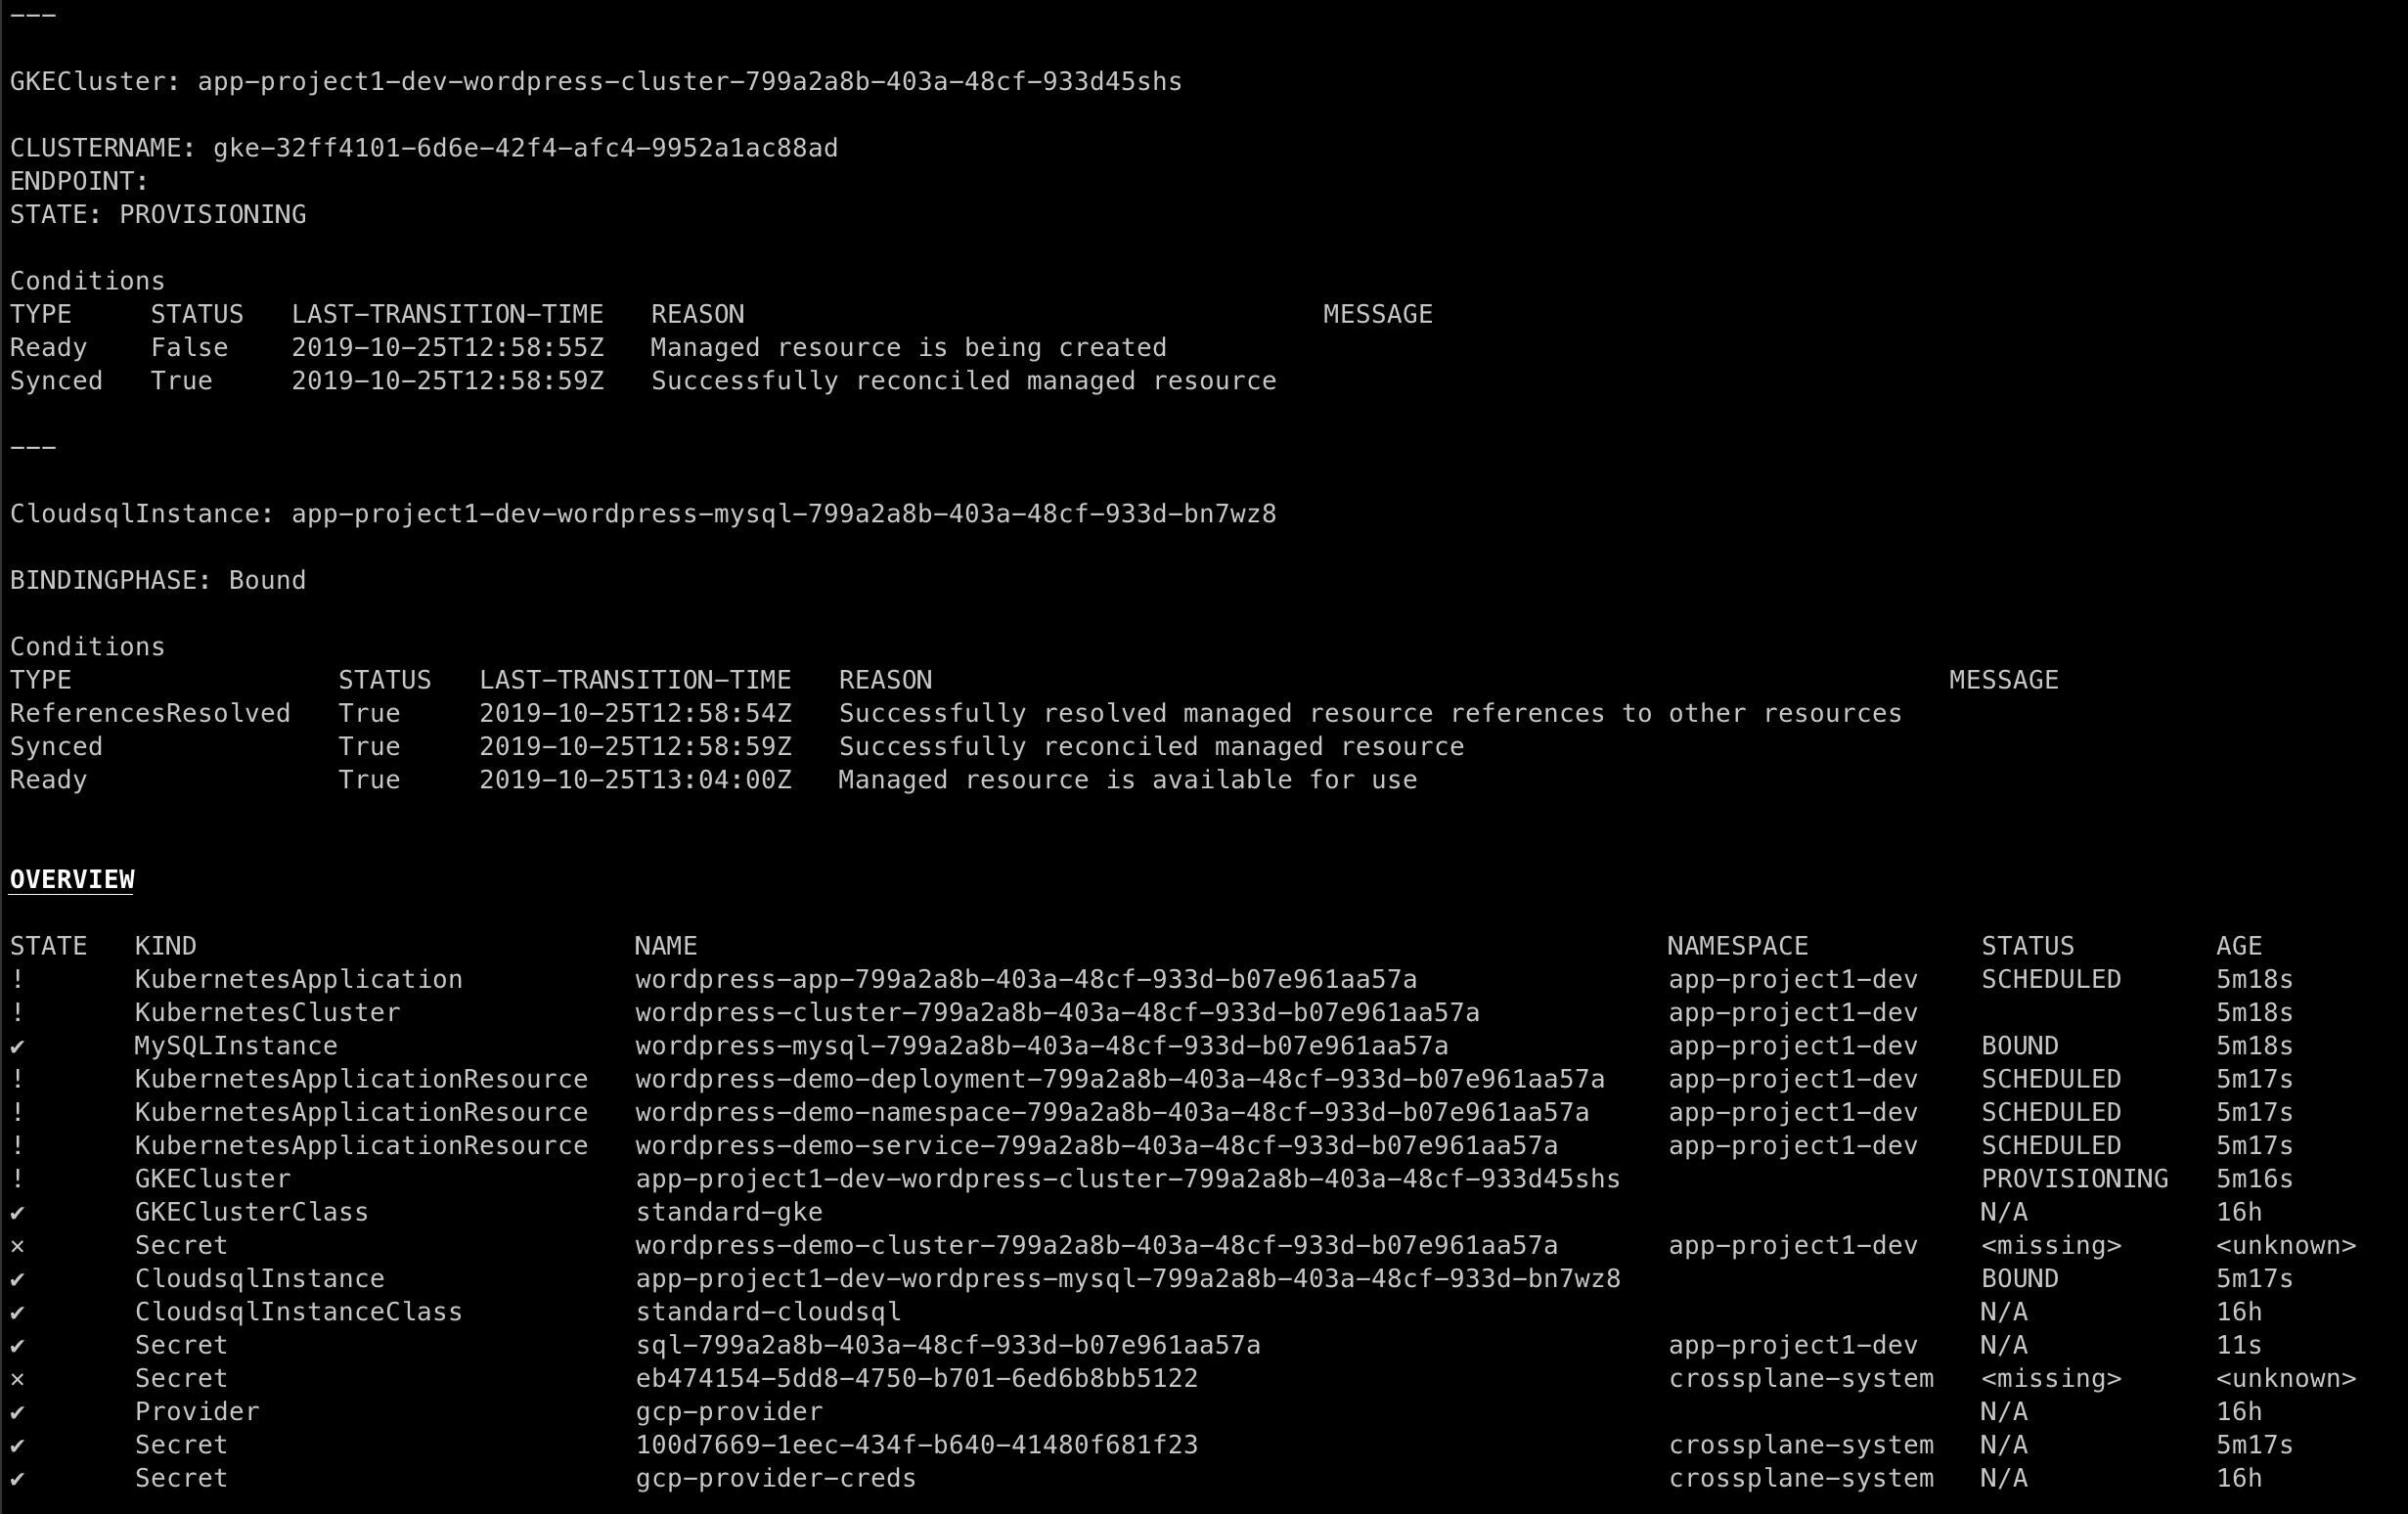 ---
GKECluster: app-project1-dev-wordpress-cluster-799a2a8b-403a-48cf-933d45shs
CLUSTERNAME: gke-32ff4101-6d6e-42f4-afc4-9952a1ac88ad
ENDPOINT:
STATE: PROVISIONING
Conditions
TYPE STATUS LAST-TRANSITION-TIME REASON MESSAGE
Ready False 2019-10-25T12:58:55Z Managed resource is being created
Synced True 2019-10-25T12:58:59Z Successfully reconciled managed resource
---
CloudsqlInstance: app-project1-dev-wordpress-mysql-799a2a8b-403a-48cf-933d-bn7wz8
BINDINGPHASE: Bound
Conditions
TYPE STATUS LAST-TRANSITION-TIME REASON MESSAGE
ReferencesResolved True 2019-10-25T12:58:54Z Successfully resolved managed resource references to other resources
Synced True 2019-10-25T12:58:59Z Successfully reconciled managed resource
Ready True 2019-10-25T13:04:00Z Managed resource is available for use
OVERVIEW
STATE KIND NAME NAMESPACE STATUS AGE
! KubernetesApplication wordpress-app-799a2a8b-403a-48cf-933d-b07e961aa57a app-project1-dev SCHEDULED 5m18s
! KubernetesCluster wordpress-cluster-799a2a8b-403a-48cf-933d-b07e961aa57a app-project1-dev 5m18s
✔ MySQLInstance wordpress-mysql-799a2a8b-403a-48cf-933d-b07e961aa57a app-project1-dev BOUND 5m18s
! KubernetesApplicationResource wordpress-demo-deployment-799a2a8b-403a-48cf-933d-b07e961aa57a app-project1-dev SCHEDULED 5m17s
! KubernetesApplicationResource wordpress-demo-namespace-799a2a8b-403a-48cf-933d-b07e961aa57a app-project1-dev SCHEDULED 5m17s
! KubernetesApplicationResource wordpress-demo-service-799a2a8b-403a-48cf-933d-b07e961aa57a app-project1-dev SCHEDULED 5m17s
! GKECluster app-project1-dev-wordpress-cluster-799a2a8b-403a-48cf-933d45shs PROVISIONING 5m16s
✔ GKEClusterClass standard-gke N/A 16h
× Secret wordpress-demo-cluster-799a2a8b-403a-48cf-933d-b07e961aa57a app-project1-dev <missing> <unknown>
✔ CloudsqlInstance app-project1-dev-wordpress-mysql-799a2a8b-403a-48cf-933d-bn7wz8 BOUND 5m17s
✔ CloudsqlInstanceClass standard-cloudsql N/A 16h
✔ Secret sql-799a2a8b-403a-48cf-933d-b07e961aa57a app-project1-dev N/A 11s
× Secret eb474154-5dd8-4750-b701-6ed6b8bb5122 crossplane-system <missing> <unknown>
✔ Provider gcp-provider N/A 16h
✔ Secret 100d7669-1eec-434f-b640-41480f681f23 crossplane-system N/A 5m17s
✔ Secret gcp-provider-creds crossplane-system N/A 16h